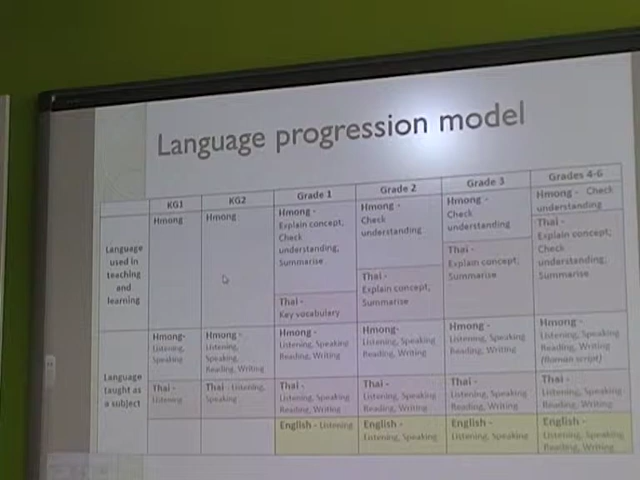 Language progression model
KG1 KG2 Grade 1 Grade 2 Grade 3 Grades 4-6
Language
used in
teaching
and
learning
Hmong
Hmong
Hmong -
Explain concept,
Check
understanding,
Summarise
Thai -
Key vocabulary
Hmong -
Check
understanding
Thai -
Explain concept,
Summarise
Hmong -
Check
understanding
Thai -
Explain concept,
Summarise
Hmong - Check
understanding
Thai -
Explain concept,
Check
understanding,
Summarise
Language
taught as
a subject
Hmong-
Listening,
Speaking
Hmong -
Listening,
Speaking,
Reading, Writing
Hmong -
Listening, Speaking
Reading, Writing
Hmong-
Listening, Speaking
Reading, Writing
Hmong -
Listening, Speaking
Reading, Writing
Hmong -
Listening, Speaking
Reading, Writing
(Roman script)
Thai -
Listening
Thai - Listening,
Speaking
Thai -
Listening, Speaking
Reading, Writing
Thai -
Listening, Speaking
Reading, Writing
Thai -
Listening, Speaking
Reading, Writing
Thai -
Listening, Speaking
Reading, Writing
English - Listening
English -
Listening, Speaking
English -
Listening, Speaking
English -
Listening, Speaking
Reading, Writing